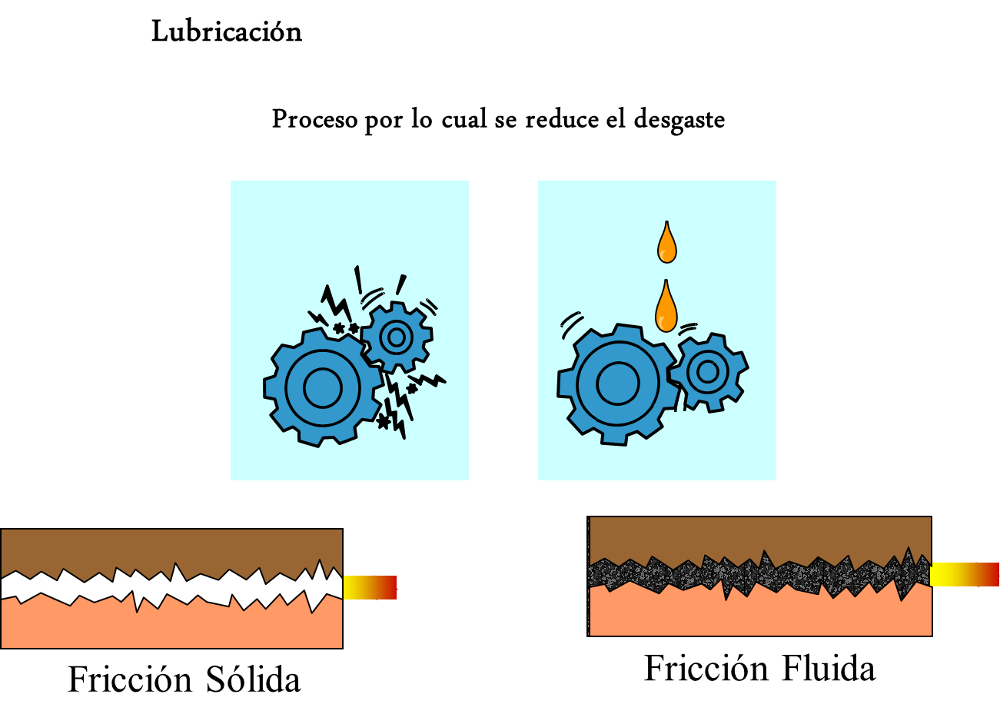 Lubricación
Proceso por lo cual se reduce el desgaste
Fricción Sólida
Fricción Fluida